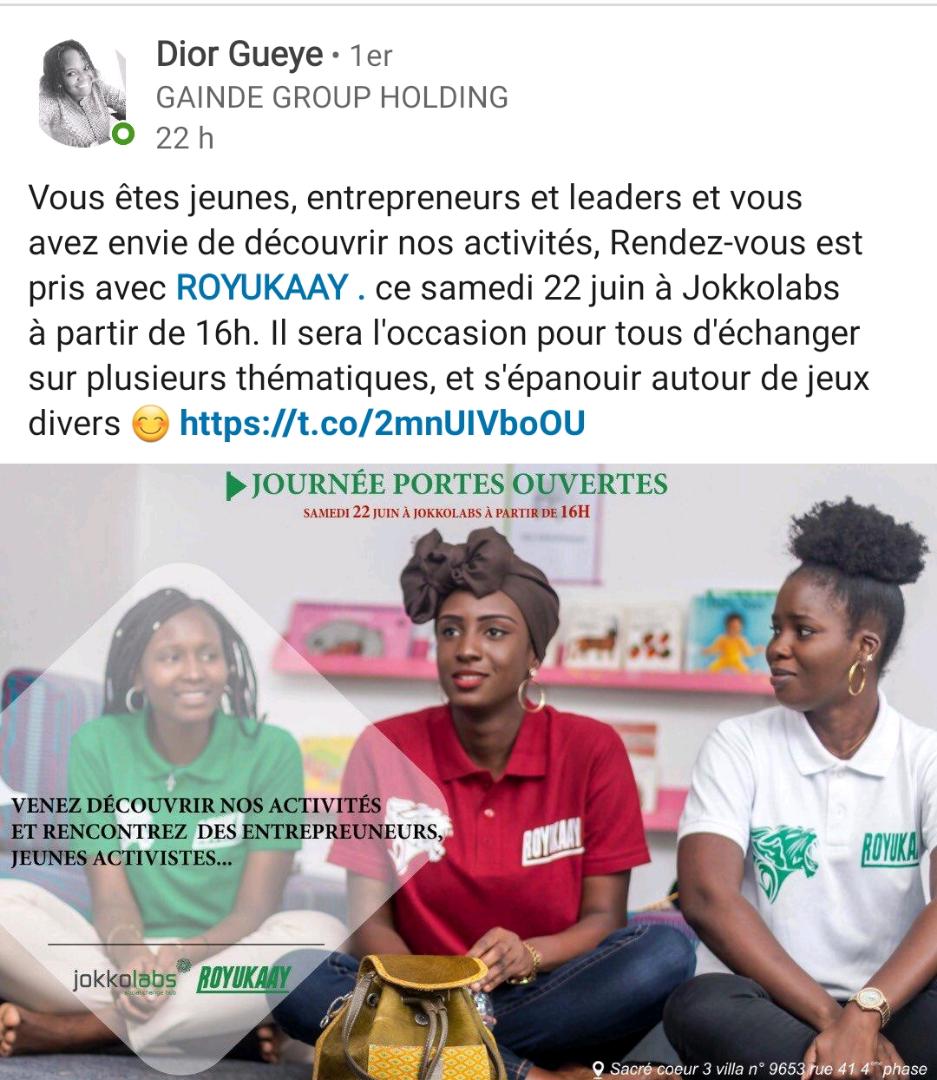 Dior Gueye • 1er
GAINDE GROUP HOLDING
22 h
Vous êtes jeunes, entrepreneurs et leaders et vous
avez envie de découvrir nos activités, Rendez-vous est
pris avec ROYUKAAY . ce samedi 22 juin à Jokkolabs
à partir de 16h. Il sera l'occasion pour tous d'échanger
sur plusieurs thématiques, et s'épanouir autour de jeux
divers 😊 https://t.co/2mnUIVboOU
JOURNÉE PORTES OUVERTES
SAMEDI 22 JUIN À JOKKOLABS À PARTIR DE 16H
VENEZ DÉCOUVRIR NOS ACTIVITÉS
ET RENCONTREZ DES ENTREPREUNEURS,
JEUNES ACTIVISTES...
ROYUKAAY
ROYUKA
jokkolabs ROYUKAAY
Sacré coeur 3 villa n° 9653 rue 41 4ème phase